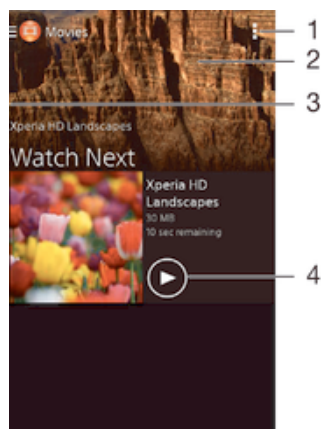 Movies
1
2
3
Xperia HD Landscapes
Watch Next
Xperia HD
Landscapes
30 MB
10 sec remaining
4